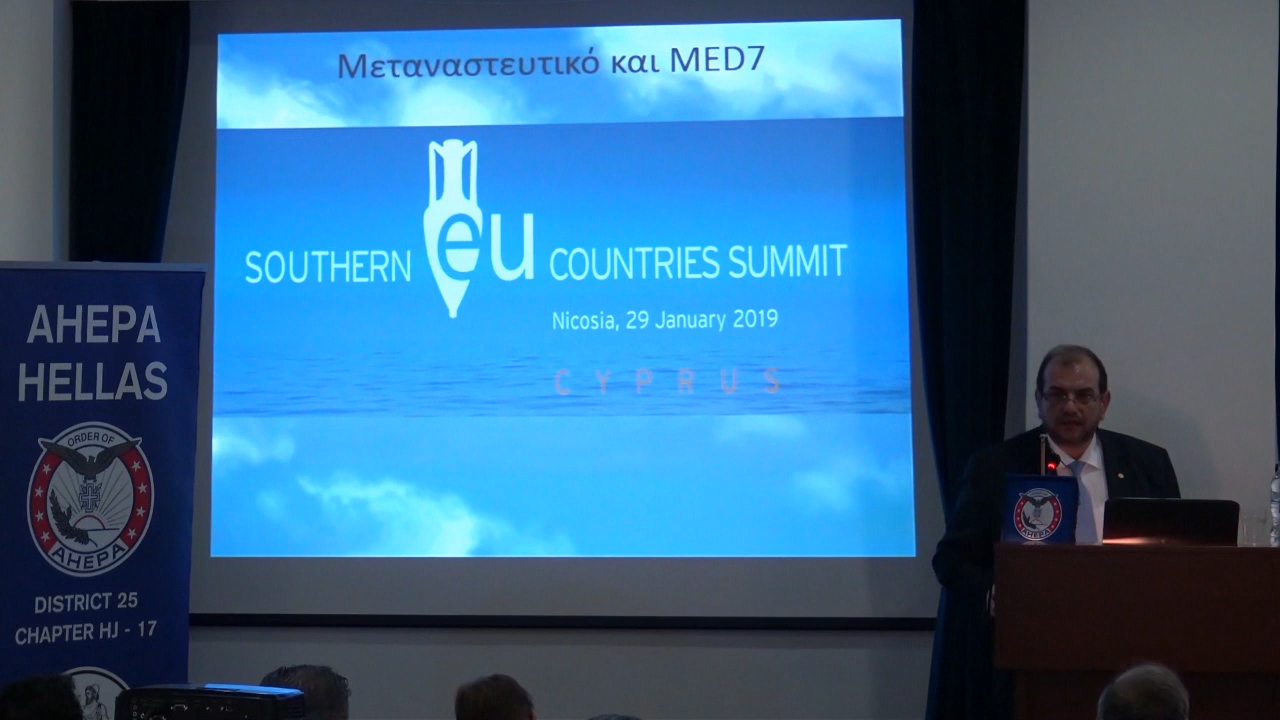 Μεταναστευτικό και MED7
SOUTHERN eu COUNTRIES SUMMIT
Nicosia, 29 January 2019
CYPRUS
AHEPA
HELLAS
ORDER OF
AHEPA
DISTRICT 25
CHAPTER HJ - 17
AHEPA